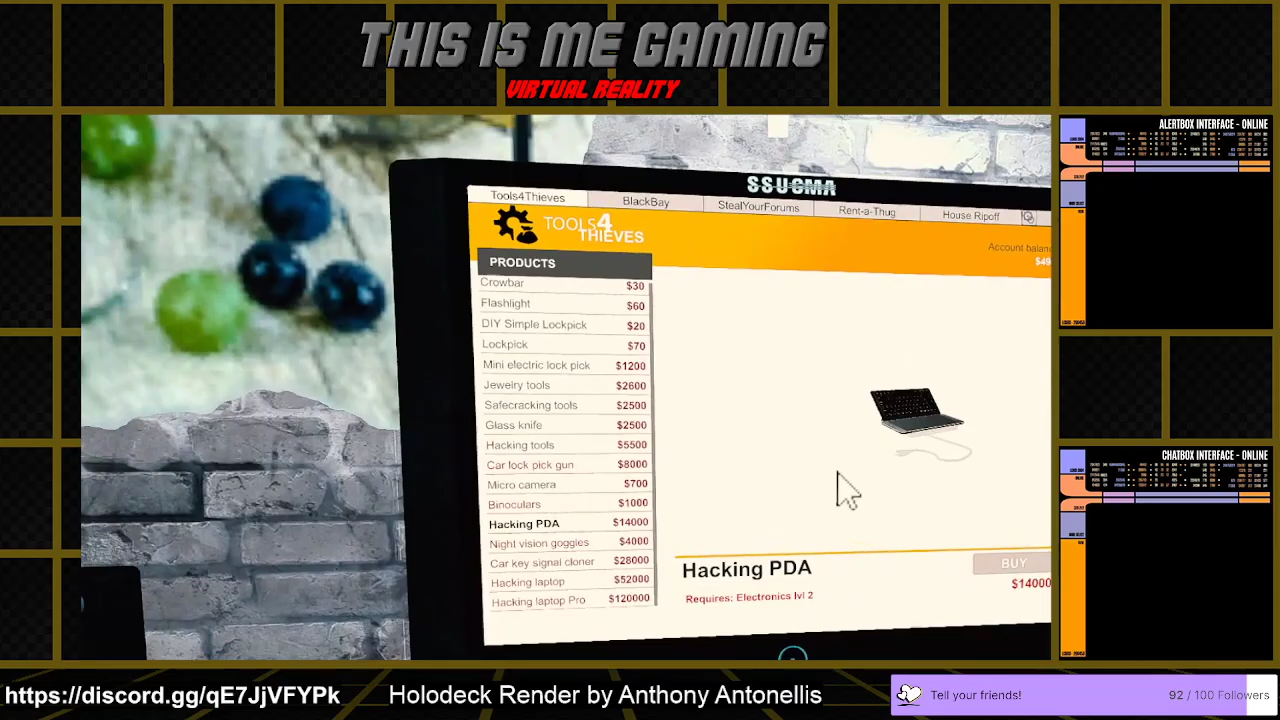 THIS IS ME GAMING
VIRTUAL REALITY
ALERTBOX INTERFACE - ONLINE
SSUGMA
Tools4Thieves
BlackBay
StealYourForums
Rent-a-Thug
House Ripoff
TOOLS 4 THIEVES
Account balan
$49
PRODUCTS
Crowbar $30
Flashlight $60
DIY Simple Lockpick $20
Lockpick $70
Mini electric lock pick $1200
Jewelry tools $2600
Safecracking tools $2500
Glass knife $2500
Hacking tools $5500
Car lock pick gun $8000
Micro camera $700
Binoculars $1000
Hacking PDA $14000
Night vision goggles $4000
Car key signal cloner $28000
Hacking laptop $52000
Hacking laptop Pro $120000
Hacking PDA
BUY
$14000
Requires: Electronics lvl 2
CHATBOX INTERFACE - ONLINE
https://discord.gg/qE7JjVFYPk
Holodeck Render by Anthony Antonellis
Tell your friends!
92 / 100 Followers